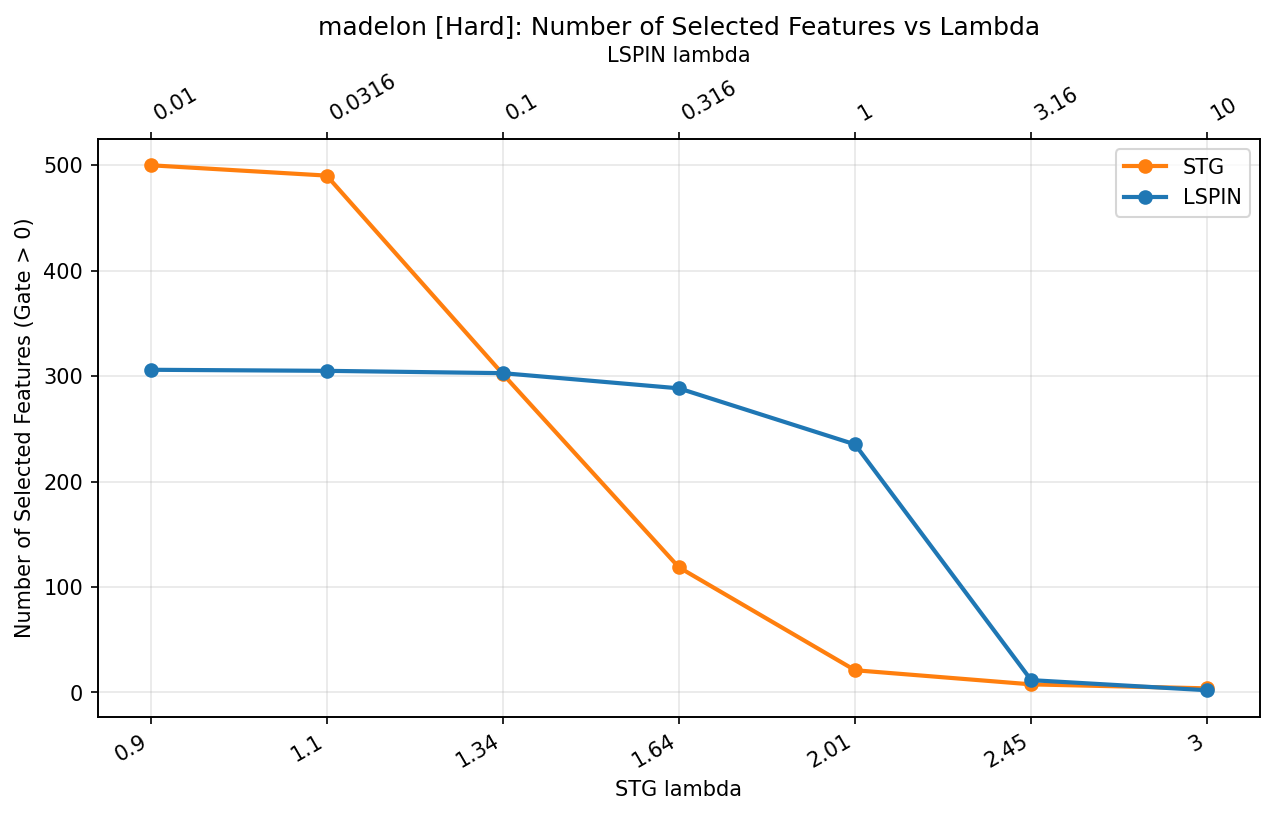 madelon [Hard]: Number of Selected Features vs Lambda
LSPIN lambda
0.01 0.0316 0.1 0.316 1 3.16 10
STG
LSPIN
Number of Selected Features (Gate > 0)
500
400
300
200
100
0
0.9 1.1 1.34 1.64 2.01 2.45 3
STG lambda